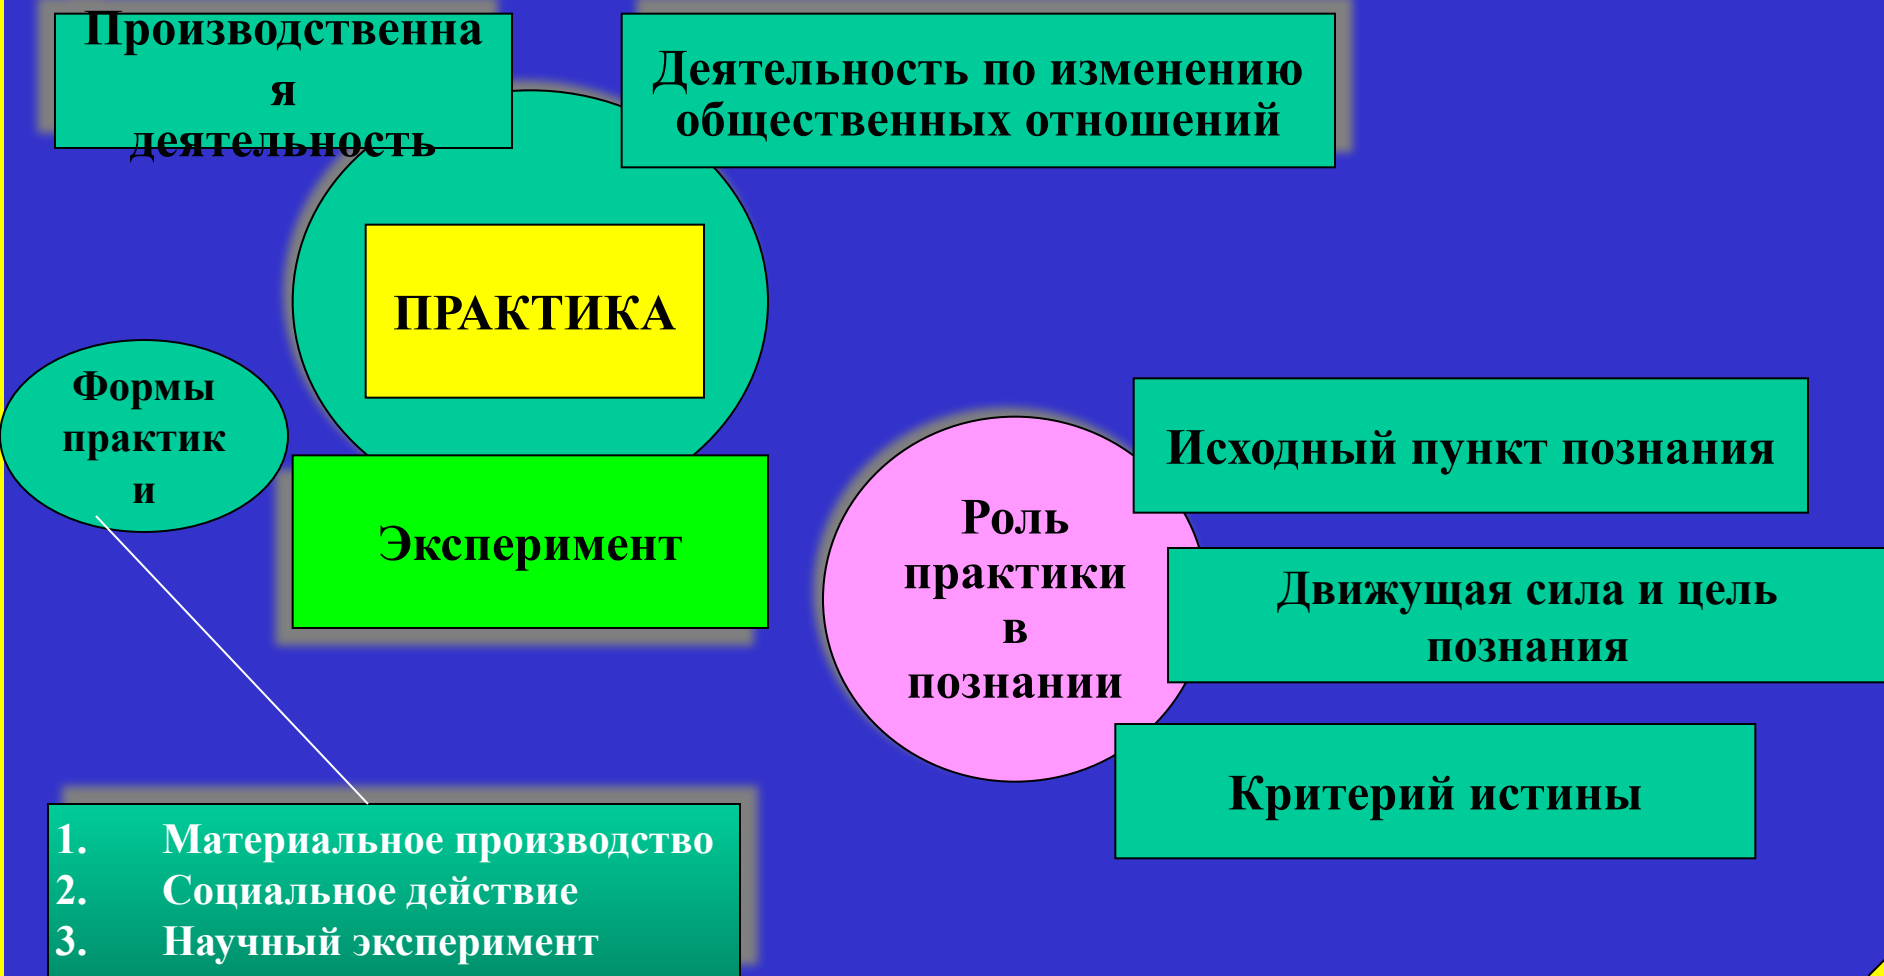 Производственна
я
деятельность
Деятельность по изменению
общественных отношений
ПРАКТИКА
Формы
практик
и
Эксперимент
Роль
практики
в
познании
Исходный пункт познания
Движущая сила и цель
познания
Критерий истины
1. Материальное производство
2. Социальное действие
3. Научный эксперимент